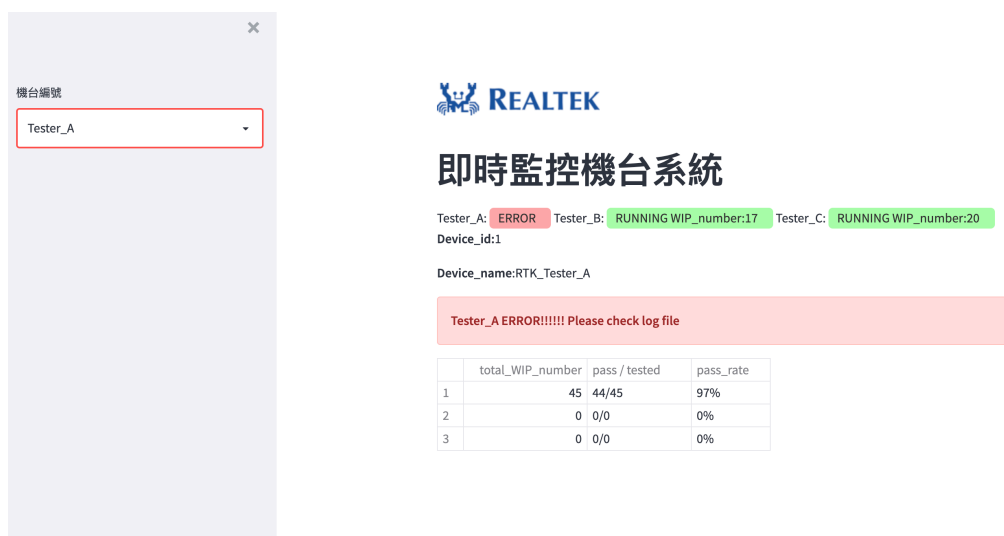 機台編號
Tester_A
REALTEK
即時監控機台系統
Tester_A: ERROR Tester_B: RUNNING WIP_number:17 Tester_C: RUNNING WIP_number:20
Device_id:1
Device_name:RTK_Tester_A
Tester_A ERROR!!!!!! Please check log file
total_WIP_number pass / tested pass_rate
1 45 44/45 97%
2 0 0/0 0%
3 0 0/0 0%